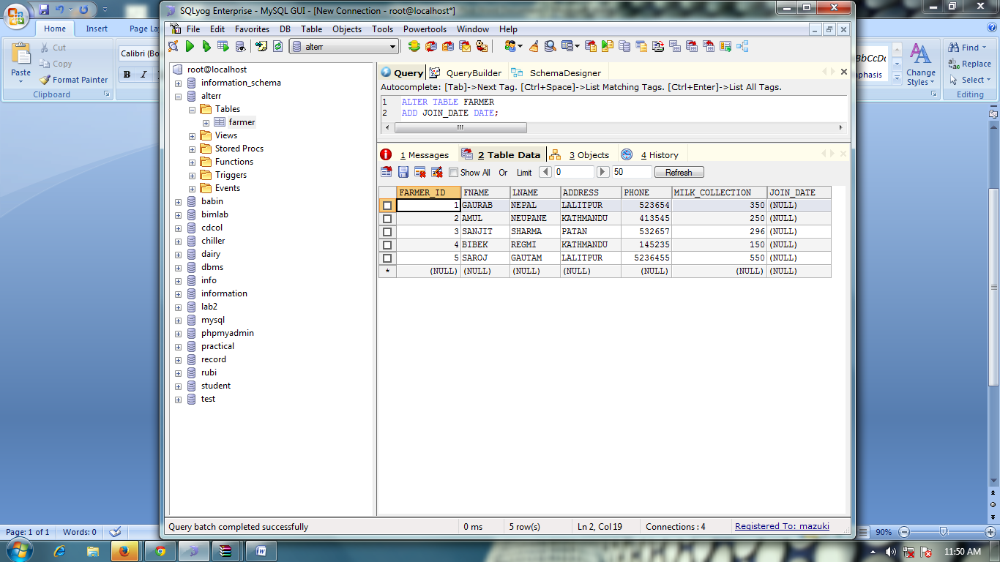 SQLyog Enterprise - MySQL GUI - [New Connection - root@localhost*]
Home Insert Page La
Cut
Copy
Format Painter
Paste
Clipboard
Calibri (Bo
B I
File Edit Favorites DB Table Objects Tools Powertools Window Help
alterr
root@localhost
information_schema
alterr
Tables
farmer
Views
Stored Procs
Functions
Triggers
Events
babin
bimlab
cdcol
chiller
dairy
dbms
info
information
lab2
mysql
phpmyadmin
practical
record
rubi
student
test
Query QueryBuilder SchemaDesigner
Autocomplete: [Tab]->Next Tag. [Ctrl+Space]->List Matching Tags. [Ctrl+Enter]->List All Tags.
1 ALTER TABLE FARMER
2 ADD JOIN_DATE DATE;
1 Messages 2 Table Data 3 Objects 4 History
Show All Or Limit 0 50 Refresh
FARMER_ID FNAME LNAME ADDRESS PHONE MILK_COLLECTION JOIN_DATE
1 GAURAB NEPAL LALITPUR 523654 350 (NULL)
2 AMUL NEUPANE KATHMANDU 413545 250 (NULL)
3 SANJIT SHARMA PATAN 532657 296 (NULL)
4 BIBEK REGMI KATHMANDU 145235 150 (NULL)
5 SAROJ GAUTAM LALITPUR 5236455 550 (NULL)
* (NULL) (NULL) (NULL) (NULL) (NULL) (NULL) (NULL)
Query batch completed successfully 0 ms 5 row(s) Ln 2, Col 19 Connections : 4 Registered To: mazuki
BbCcDc
phasis
A
Change
Styles
Find
Replace
Select
Editing
Page: 1 of 1 Words: 0
90%
11:50 AM